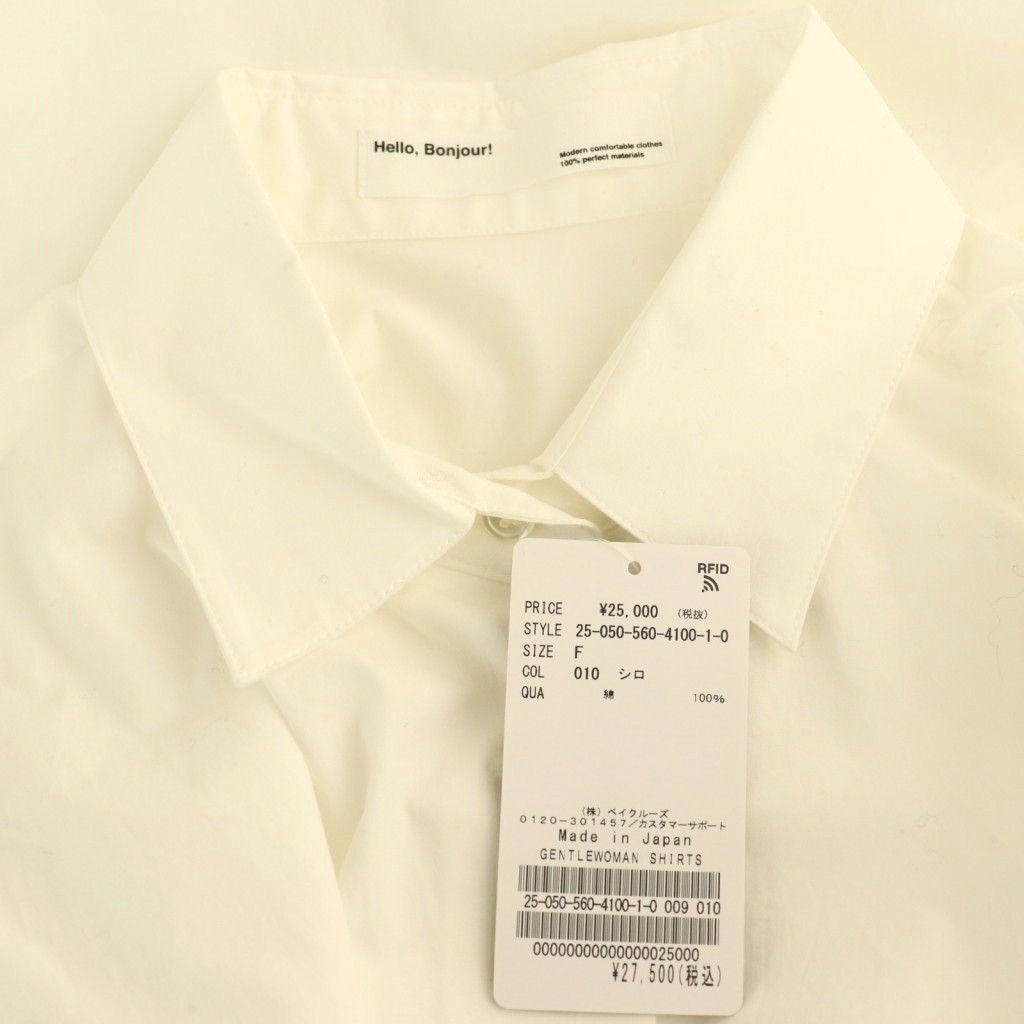 Hello, Bonjour!
Modern comfortable clothes
100% perfect materials
RFID
PRICE ¥25,000 (税抜)
STYLE 25-050-560-4100-1-0
SIZE F
COL 010 シロ
QUA 綿 100%
(株) ベイクルーズ
0120-301457/カスタマーサポート
Made in Japan
GENTLEWOMAN SHIRTS
25-050-560-4100-1-0 009 010
00000000000000025000
¥27,500(税込)